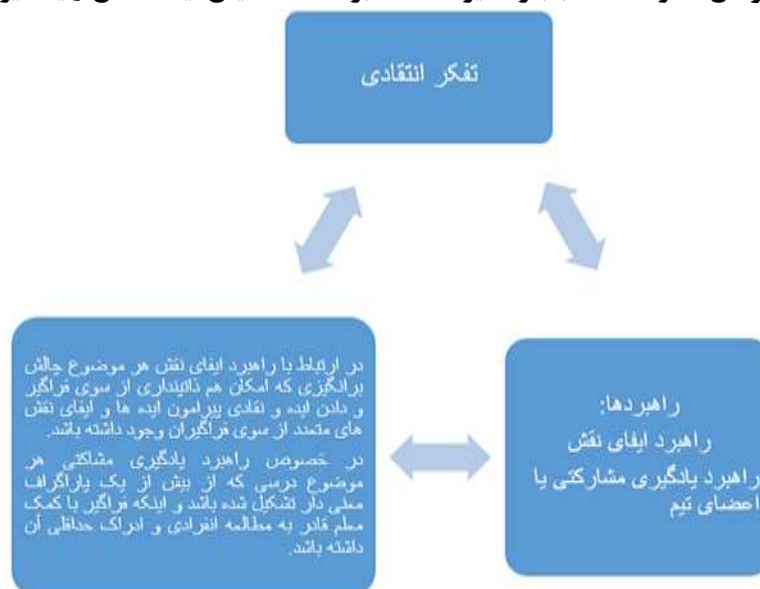 تفکر انتقادی
در ارتباط با راهبرد ایفای نقش هر موضوع چالش
برانگیزی که امکان هم ذاتپنداری از سوی فراگیر
و دادن ایده و نقادی پیرامون ایده ها و ایفای نقش
های متعدد از سوی فراگیران وجود داشته باشد.
در خصوص راهبرد یادگیری مشاکتی هر
موضوع درسی که از بیش از یک پاراگراف
معنی دار تشکیل شده باشد و اینکه فراگیر با کمک
معلم قادر به مطالعه انفرادی و ادراک حداقلی آن
داشته باشد.
راهبردها:
راهبرد ایفای نقش
راهبرد یادگیری مشارکتی یا
اعضای تیم